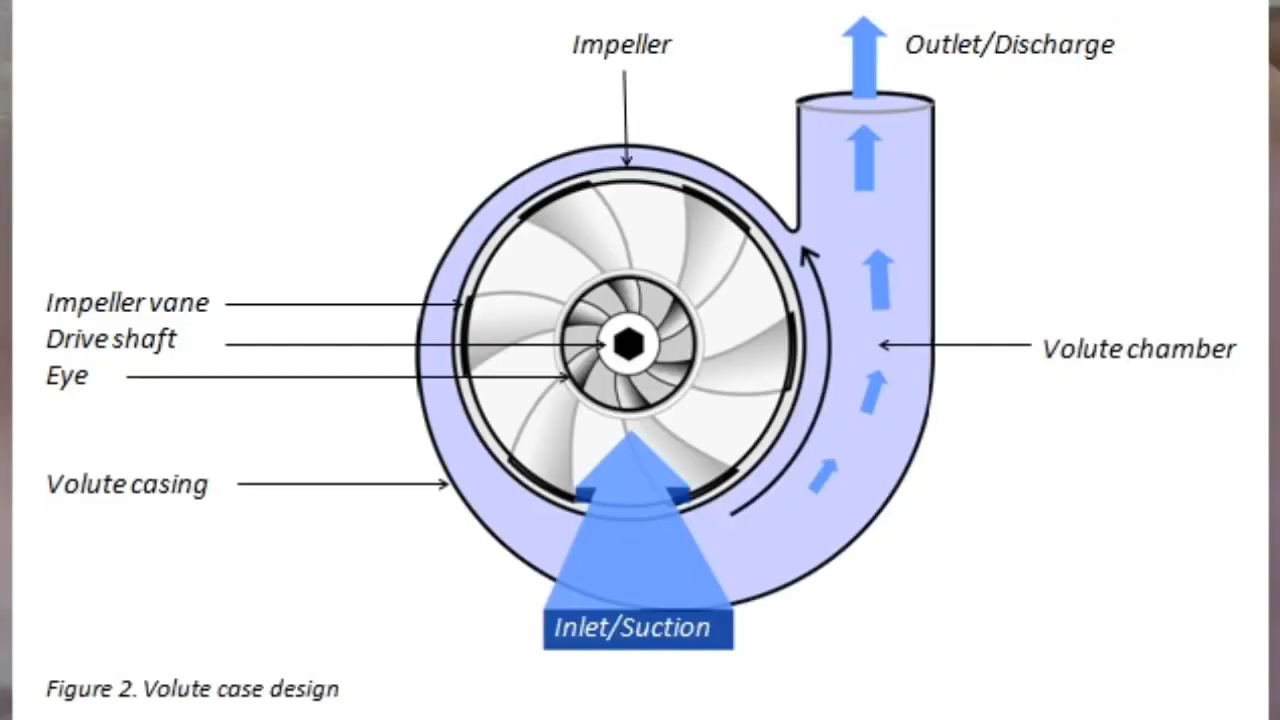 Impeller
Outlet/Discharge
Impeller vane
Drive shaft
Eye
Volute chamber
Volute casing
Inlet/Suction
Figure 2. Volute case design